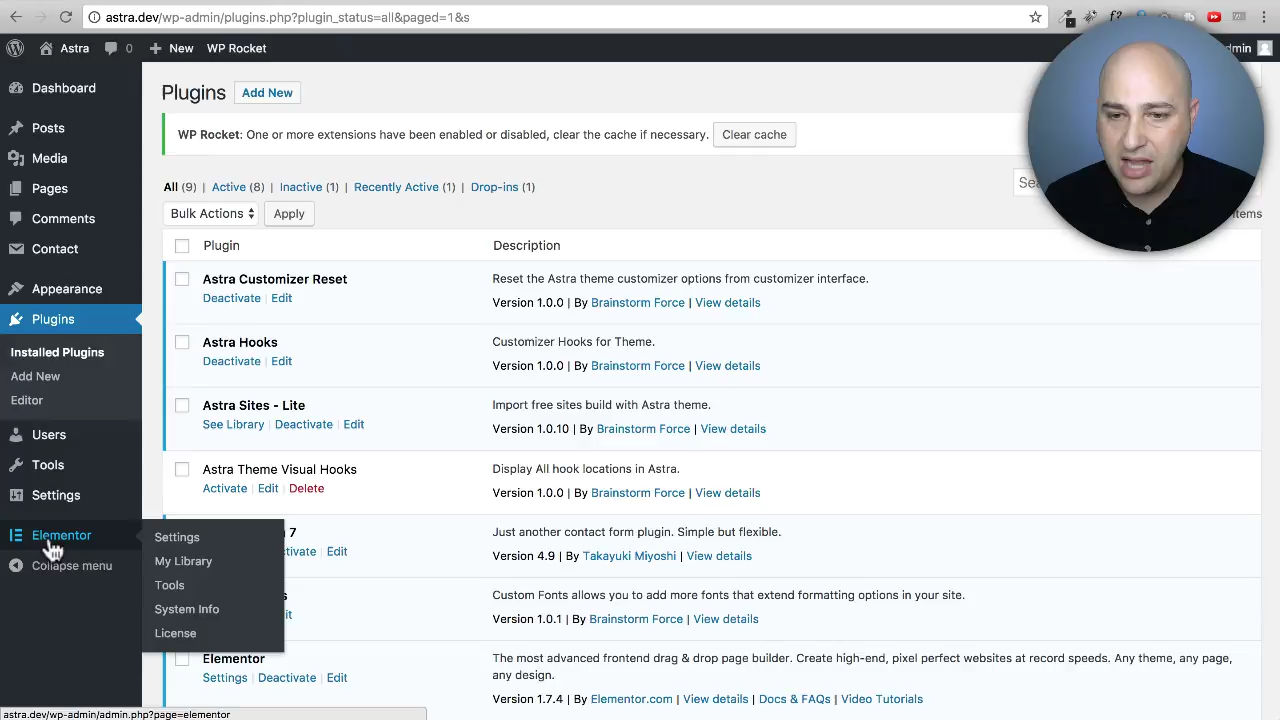 astra.dev/wp-admin/plugins.php?plugin_status=all&paged=1&s
Astra 0 New WP Rocket
Dashboard
Posts
Media
Pages
Comments
Contact
Appearance
Plugins
Installed Plugins
Add New
Editor
Users
Tools
Settings
Elementor
Collapse menu
Settings
My Library
Tools
System Info
License
Plugins Add New
WP Rocket: One or more extensions have been enabled or disabled, clear the cache if necessary. Clear cache
All (9) | Active (8) | Inactive (1) | Recently Active (1) | Drop-ins (1)
Bulk Actions Apply
Plugin Description
Astra Customizer Reset Reset the Astra theme customizer options from customizer interface.
Deactivate | Edit Version 1.0.0 | By Brainstorm Force | View details
Astra Hooks Customizer Hooks for Theme.
Deactivate | Edit Version 1.0.0 | By Brainstorm Force | View details
Astra Sites - Lite Import free sites build with Astra theme.
See Library | Deactivate | Edit Version 1.0.10 | By Brainstorm Force | View details
Astra Theme Visual Hooks Display All hook locations in Astra.
Activate | Edit | Delete Version 1.0.0 | By Brainstorm Force | View details
7 Just another contact form plugin. Simple but flexible.
| Edit Version 4.9 | By Takayuki Miyoshi | View details
Custom Fonts allows you to add more fonts that extend formatting options in your site.
Version 1.0.1 | By Brainstorm Force | View details
Elementor The most advanced frontend drag & drop page builder. Create high-end, pixel perfect websites at record speeds. Any theme, any page,
any design.
Settings | Deactivate | Edit Version 1.7.4 | By Elementor.com | View details | Docs & FAQs | Video Tutorials
astra.dev/wp-admin/admin.php?page=elementor